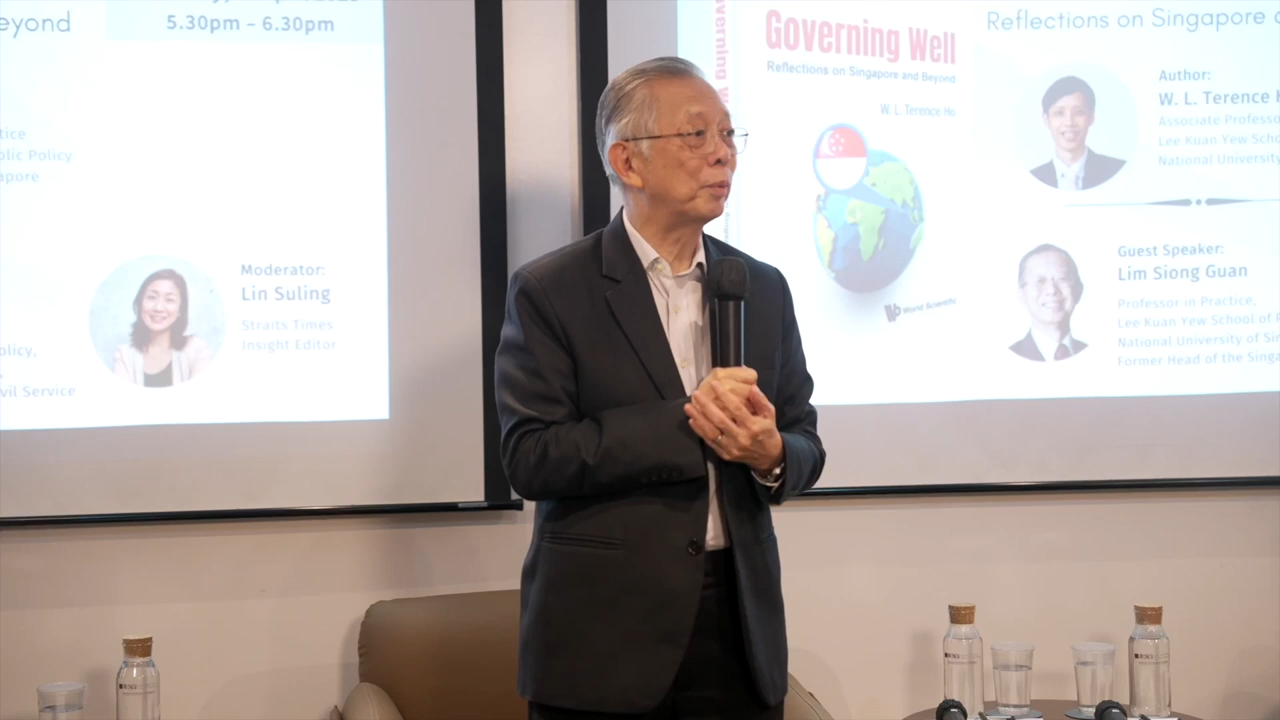 eyond
5.30pm – 6.30pm
tice
olic Policy
apore
Moderator:
Lin Suling
Straits Times
Insight Editor
olicy,
vil Service
Governing Well
Reflections on Singapore and Beyond
W. L. Terence Ho
World Scientific
Reflections on Singapore
Author:
W. L. Terence H
Associate Professo
Lee Kuan Yew Scho
National University
Guest Speaker:
Lim Siong Guan
Professor in Practice,
Lee Kuan Yew School of P
National University of Sin
Former Head of the Singa